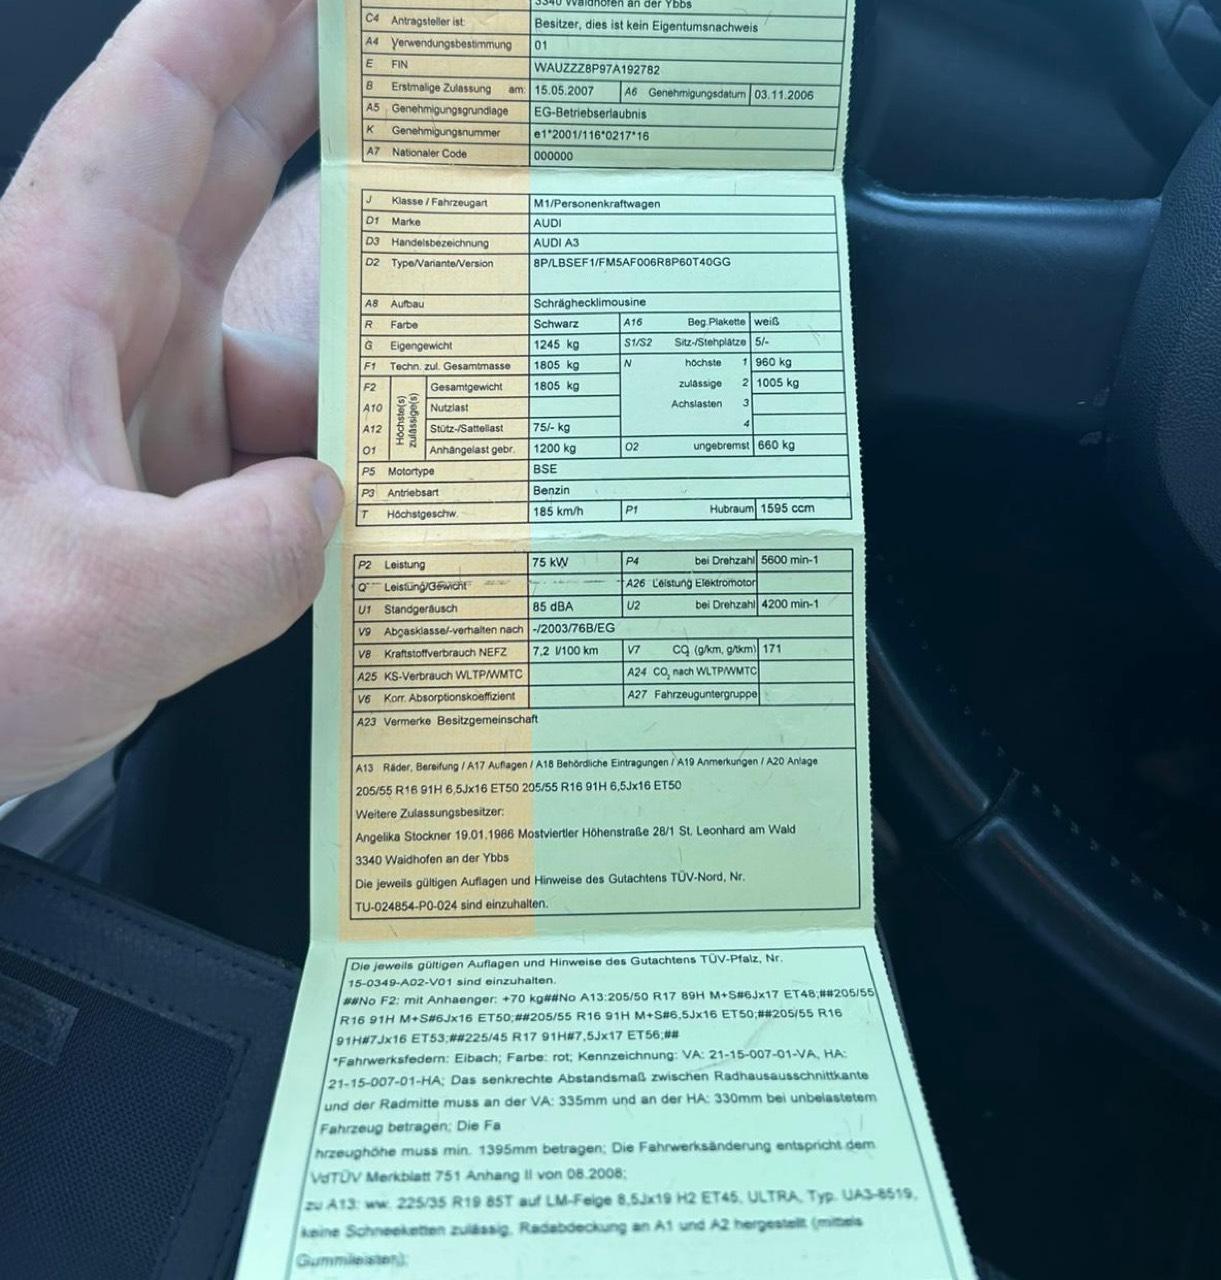 3340 Waidhofen an der Ybbs
C4 Antragsteller ist: Besitzer, dies ist kein Eigentumsnachweis
A4 Verwendungsbestimmung 01
E FIN WAUZZZ8P97A192782
B Erstmalige Zulassung am: 15.05.2007 A6 Genehmigungsdatum 03.11.2006
A5 Genehmigungsgrundlage EG-Betriebserlaubnis
K Genehmigungsnummer e1*2001/116*0217*16
A7 Nationaler Code 000000
J Klasse / Fahrzeugart M1/Personenkraftwagen
D1 Marke AUDI
D3 Handelsbezeichnung AUDI A3
D2 Type/Variante/Version 8P/LBSEF1/FM5AF006R8P60T40GG
A8 Aufbau Schräghecklimousine
R Farbe Schwarz A16 Beg.Plakette weiß
G Eigengewicht 1245 kg S1/S2 Sitz-/Stehplätze 5/-
F1 Techn. zul. Gesamtmasse 1805 kg N höchste 1 960 kg
F2 Höchste(s) zulässige(s) Gesamtgewicht 1805 kg zulässige 2 1005 kg
A10 Nutzlast Achslasten 3
A12 Stütz-/Sattellast 75/- kg 4
O1 Anhängelast gebr. 1200 kg O2 ungebremst 660 kg
P5 Motortype BSE
P3 Antriebsart Benzin
T Höchstgeschw. 185 km/h P1 Hubraum 1595 ccm
P2 Leistung 75 kW P4 bei Drehzahl 5600 min-1
Q Leistung/Gewicht A26 Leistung Elektromotor
U1 Standgeräusch 85 dBA U2 bei Drehzahl 4200 min-1
V9 Abgasklasse/-verhalten nach -/2003/76B/EG
V8 Kraftstoffverbrauch NEFZ 7,2 l/100 km V7 CO2 (g/km, g/tkm) 171
A25 KS-Verbrauch WLTP/WMTC A24 CO2 nach WLTP/WMTC
V6 Korr. Absorptionskoeffizient A27 Fahrzeuguntergruppe
A23 Vermerke Besitzgemeinschaft
A13 Räder, Bereifung / A17 Auflagen / A18 Behördliche Eintragungen / A19 Anmerkungen / A20 Anlage
205/55 R16 91H 6,5Jx16 ET50 205/55 R16 91H 6,5Jx16 ET50
Weitere Zulassungsbesitzer:
Angelika Stockner 19.01.1986 Mostviertler Höhenstraße 28/1 St. Leonhard am Wald
3340 Waidhofen an der Ybbs
Die jeweils gültigen Auflagen und Hinweise des Gutachtens TÜV-Nord, Nr.
TU-024854-P0-024 sind einzuhalten.
Die jeweils gültigen Auflagen und Hinweise des Gutachtens TÜV-Pfalz, Nr.
15-0349-A02-V01 sind einzuhalten.
##No F2: mit Anhaenger: +70 kg##No A13:205/50 R17 89H M+S#6Jx17 ET48;##205/55
R16 91H M+S#6Jx16 ET50;##205/55 R16 91H M+S#6,5Jx16 ET50;##205/55 R16
91H#7Jx16 ET53;##225/45 R17 91H#7,5Jx17 ET56;##
*Fahrwerksfedern: Eibach; Farbe: rot; Kennzeichnung: VA: 21-15-007-01-VA, HA:
21-15-007-01-HA; Das senkrechte Abstandsmaß zwischen Radhausausschnittkante
und der Radmitte muss an der VA: 335mm und an der HA: 330mm bei unbelastetem
Fahrzeug betragen; Die Fa
hrzeughöhe muss min. 1395mm betragen; Die Fahrwerksänderung entspricht dem
VdTÜV Merkblatt 751 Anhang II von 08.2008;
zu A13: ww. 225/35 R19 85T auf LM-Felge 8,5Jx19 H2 ET45, ULTRA, Typ. UA3-8519,
keine Schneeketten zulässig, Radabdeckung an A1 und A2 hergestellt (mittels
Gummileisten);